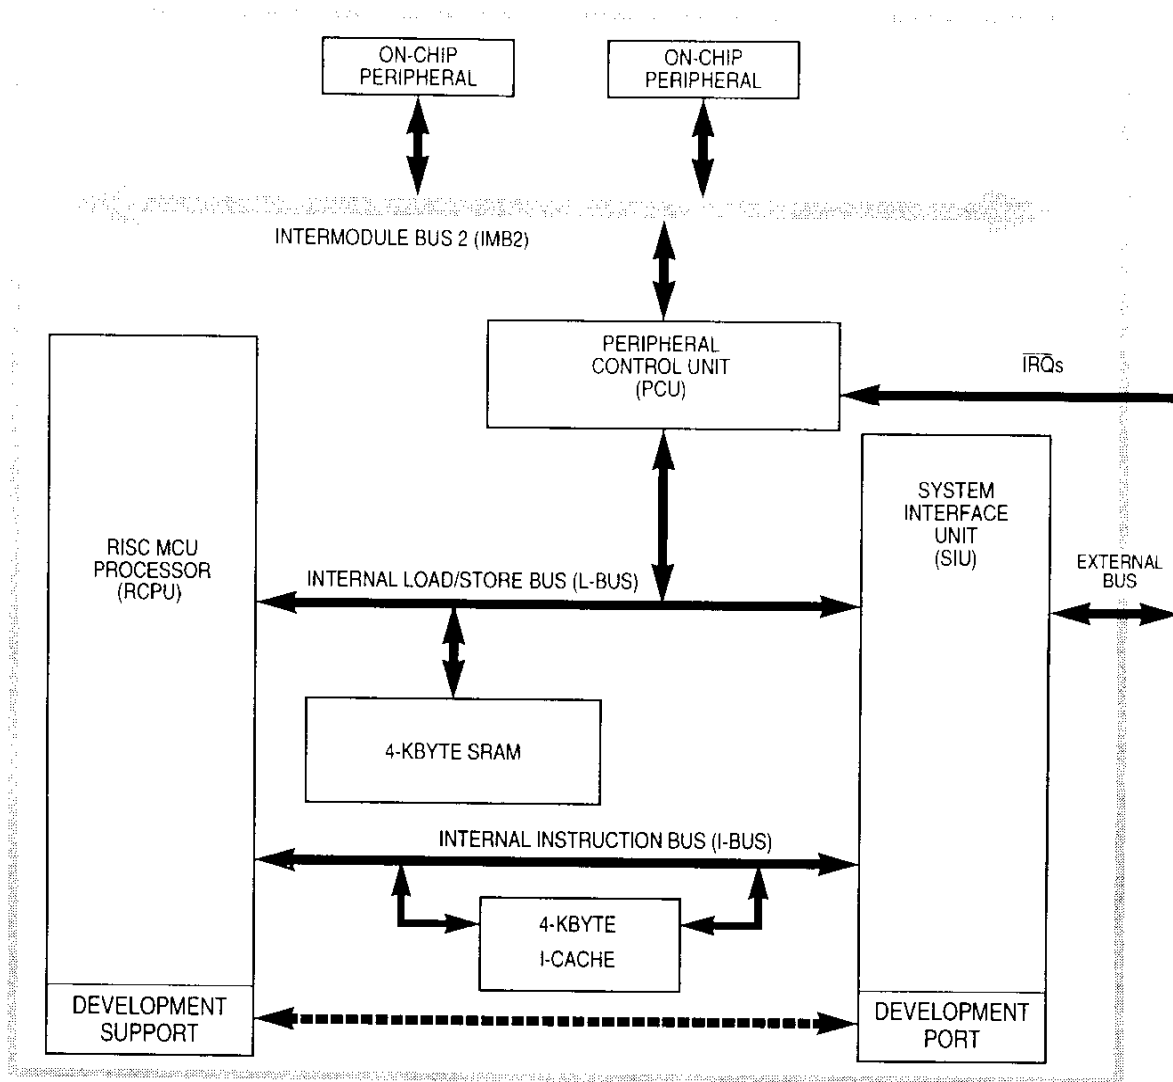 ON-CHIP
PERIPHERAL
ON-CHIP
PERIPHERAL
INTERMODULE BUS 2 (IMB2)
PERIPHERAL
CONTROL UNIT
(PCU)
IRQs
SYSTEM
INTERFACE
UNIT
(SIU)
RISC MCU
PROCESSOR
(RCPU)
EXTERNAL
BUS
INTERNAL LOAD/STORE BUS (L-BUS)
4-KBYTE SRAM
INTERNAL INSTRUCTION BUS (I-BUS)
4-KBYTE
I-CACHE
DEVELOPMENT
SUPPORT
DEVELOPMENT
PORT